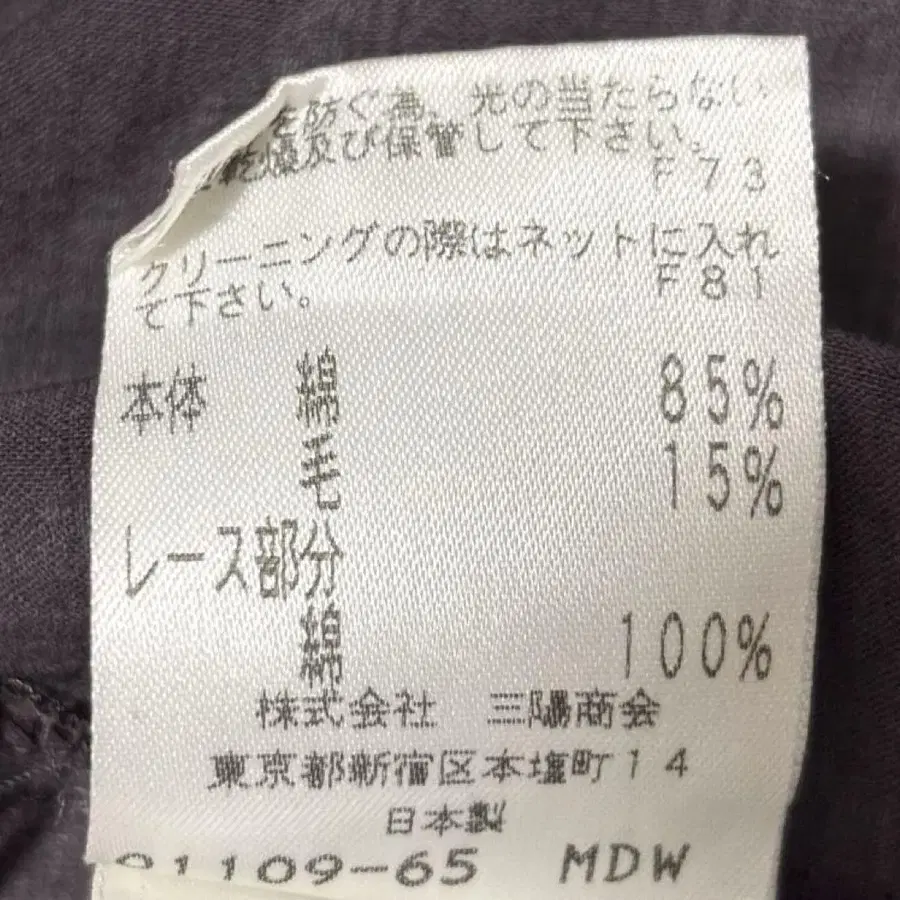 を防ぐ為、光の当たらない
乾燥及び保管して下さい。
F73
クリーニングの際はネットに入れ
て下さい。 F81
本体 綿 85%
毛 15%
レース部分
綿 100%
株式会社 三陽商会
東京都新宿区本塩町14
日本製
1109-65 MDW